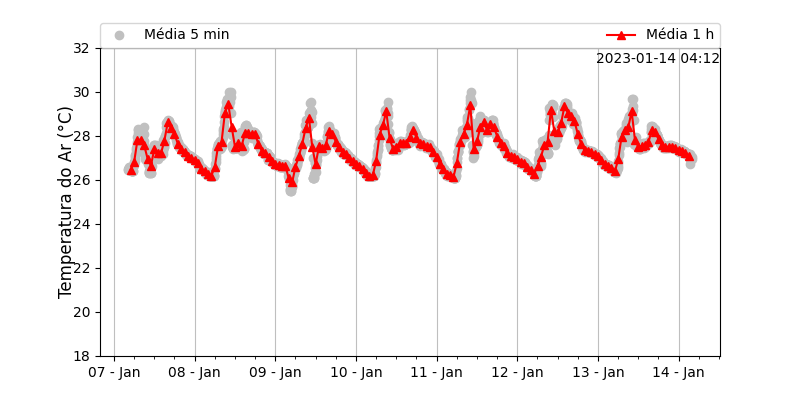 Média 5 min
Média 1 h
2023-01-14 04:12
Temperatura do Ar (°C)
32
30
28
26
24
22
20
18
07 - Jan
08 - Jan
09 - Jan
10 - Jan
11 - Jan
12 - Jan
13 - Jan
14 - Jan